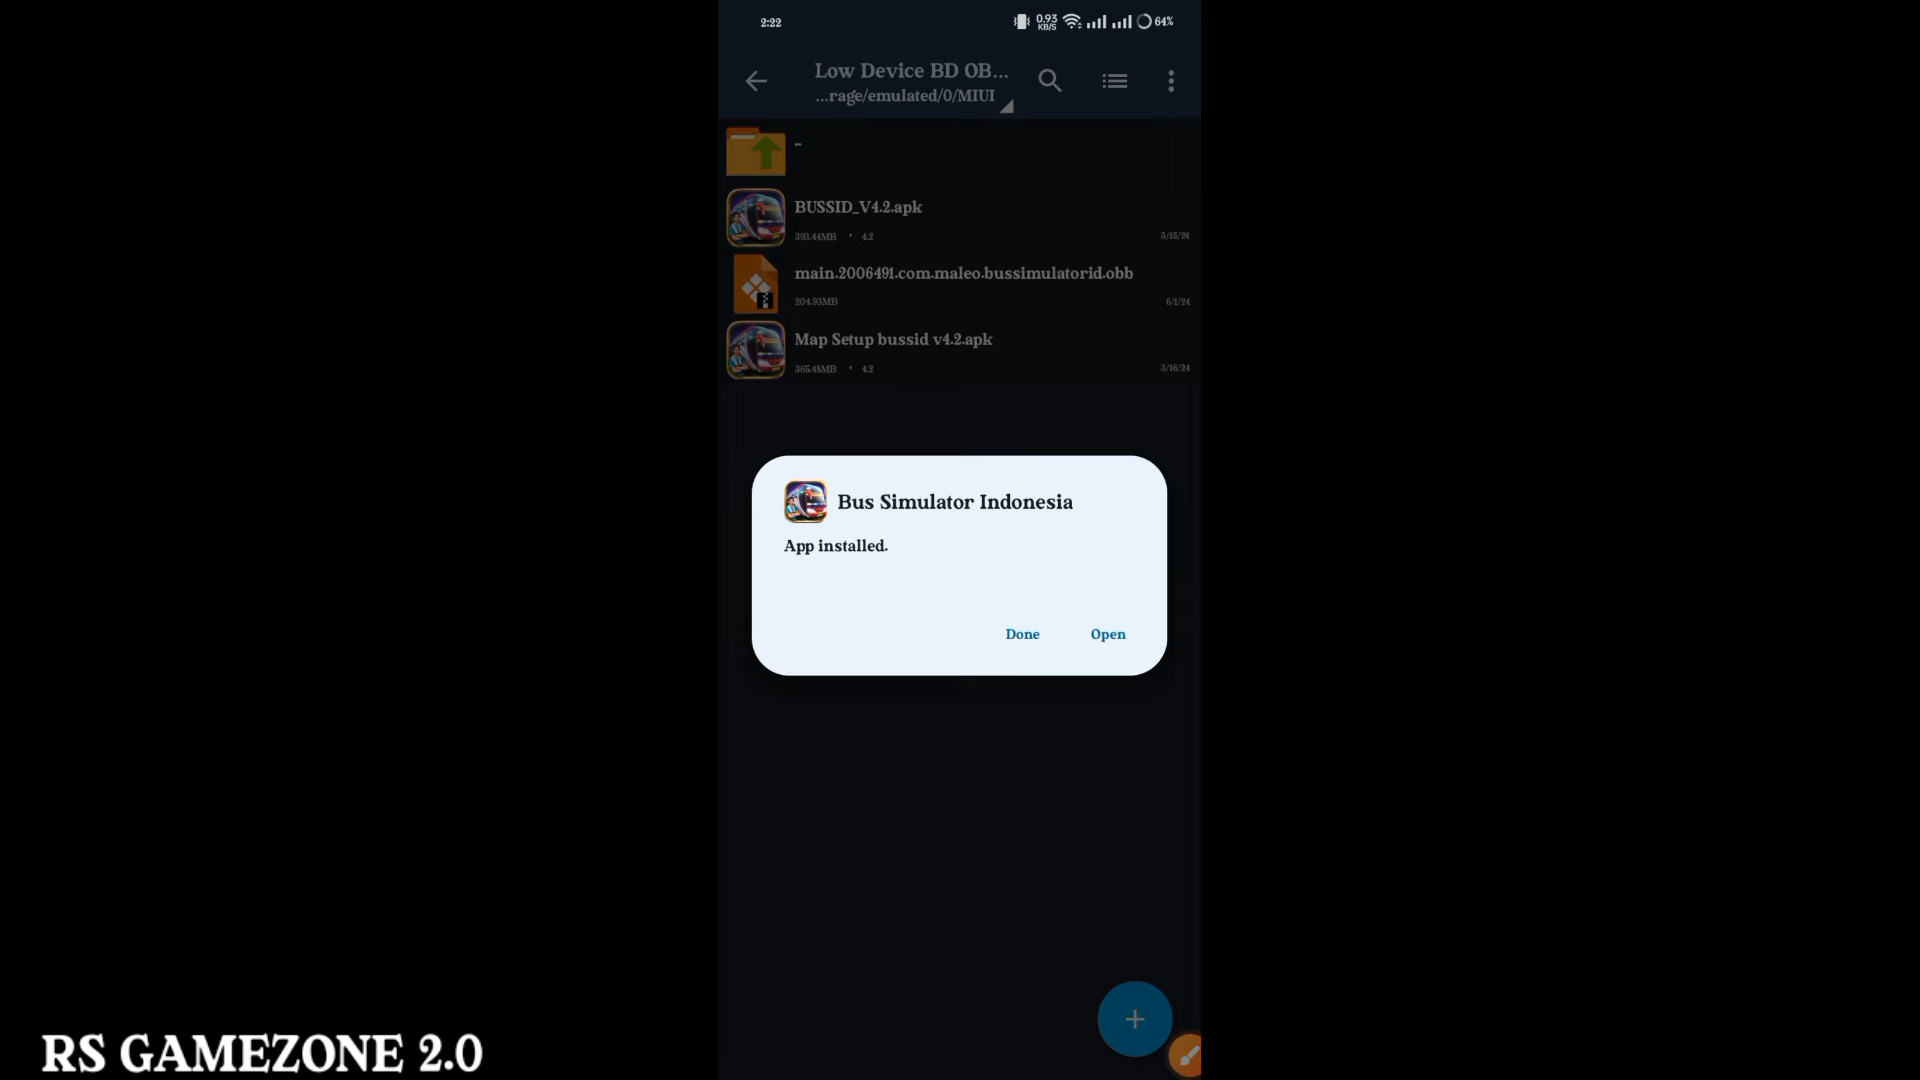 2:22
0.93
KB/S
64%
Low Device BD OB...
...rage/emulated/0/MIUI
..
BUSSID_V4.2.apk
393.44MB • 4.2
3/15/24
main.2006491.com.maleo.bussimulatorid.obb
204.93MB
6/1/24
Map Setup bussid v4.2.apk
365.48MB • 4.2
3/16/24
Bus Simulator Indonesia
App installed.
Done
Open
RS GAMEZONE 2.0